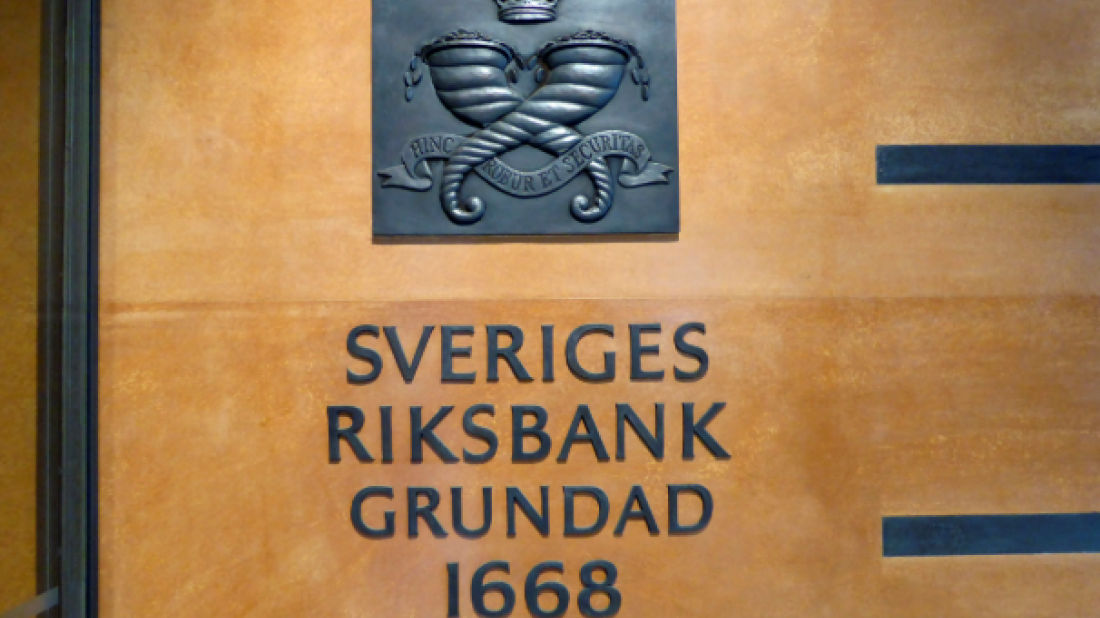 HINC ROBUR ET SECURITAS
SVERIGES
RIKSBANK
GRUNDAD
1668